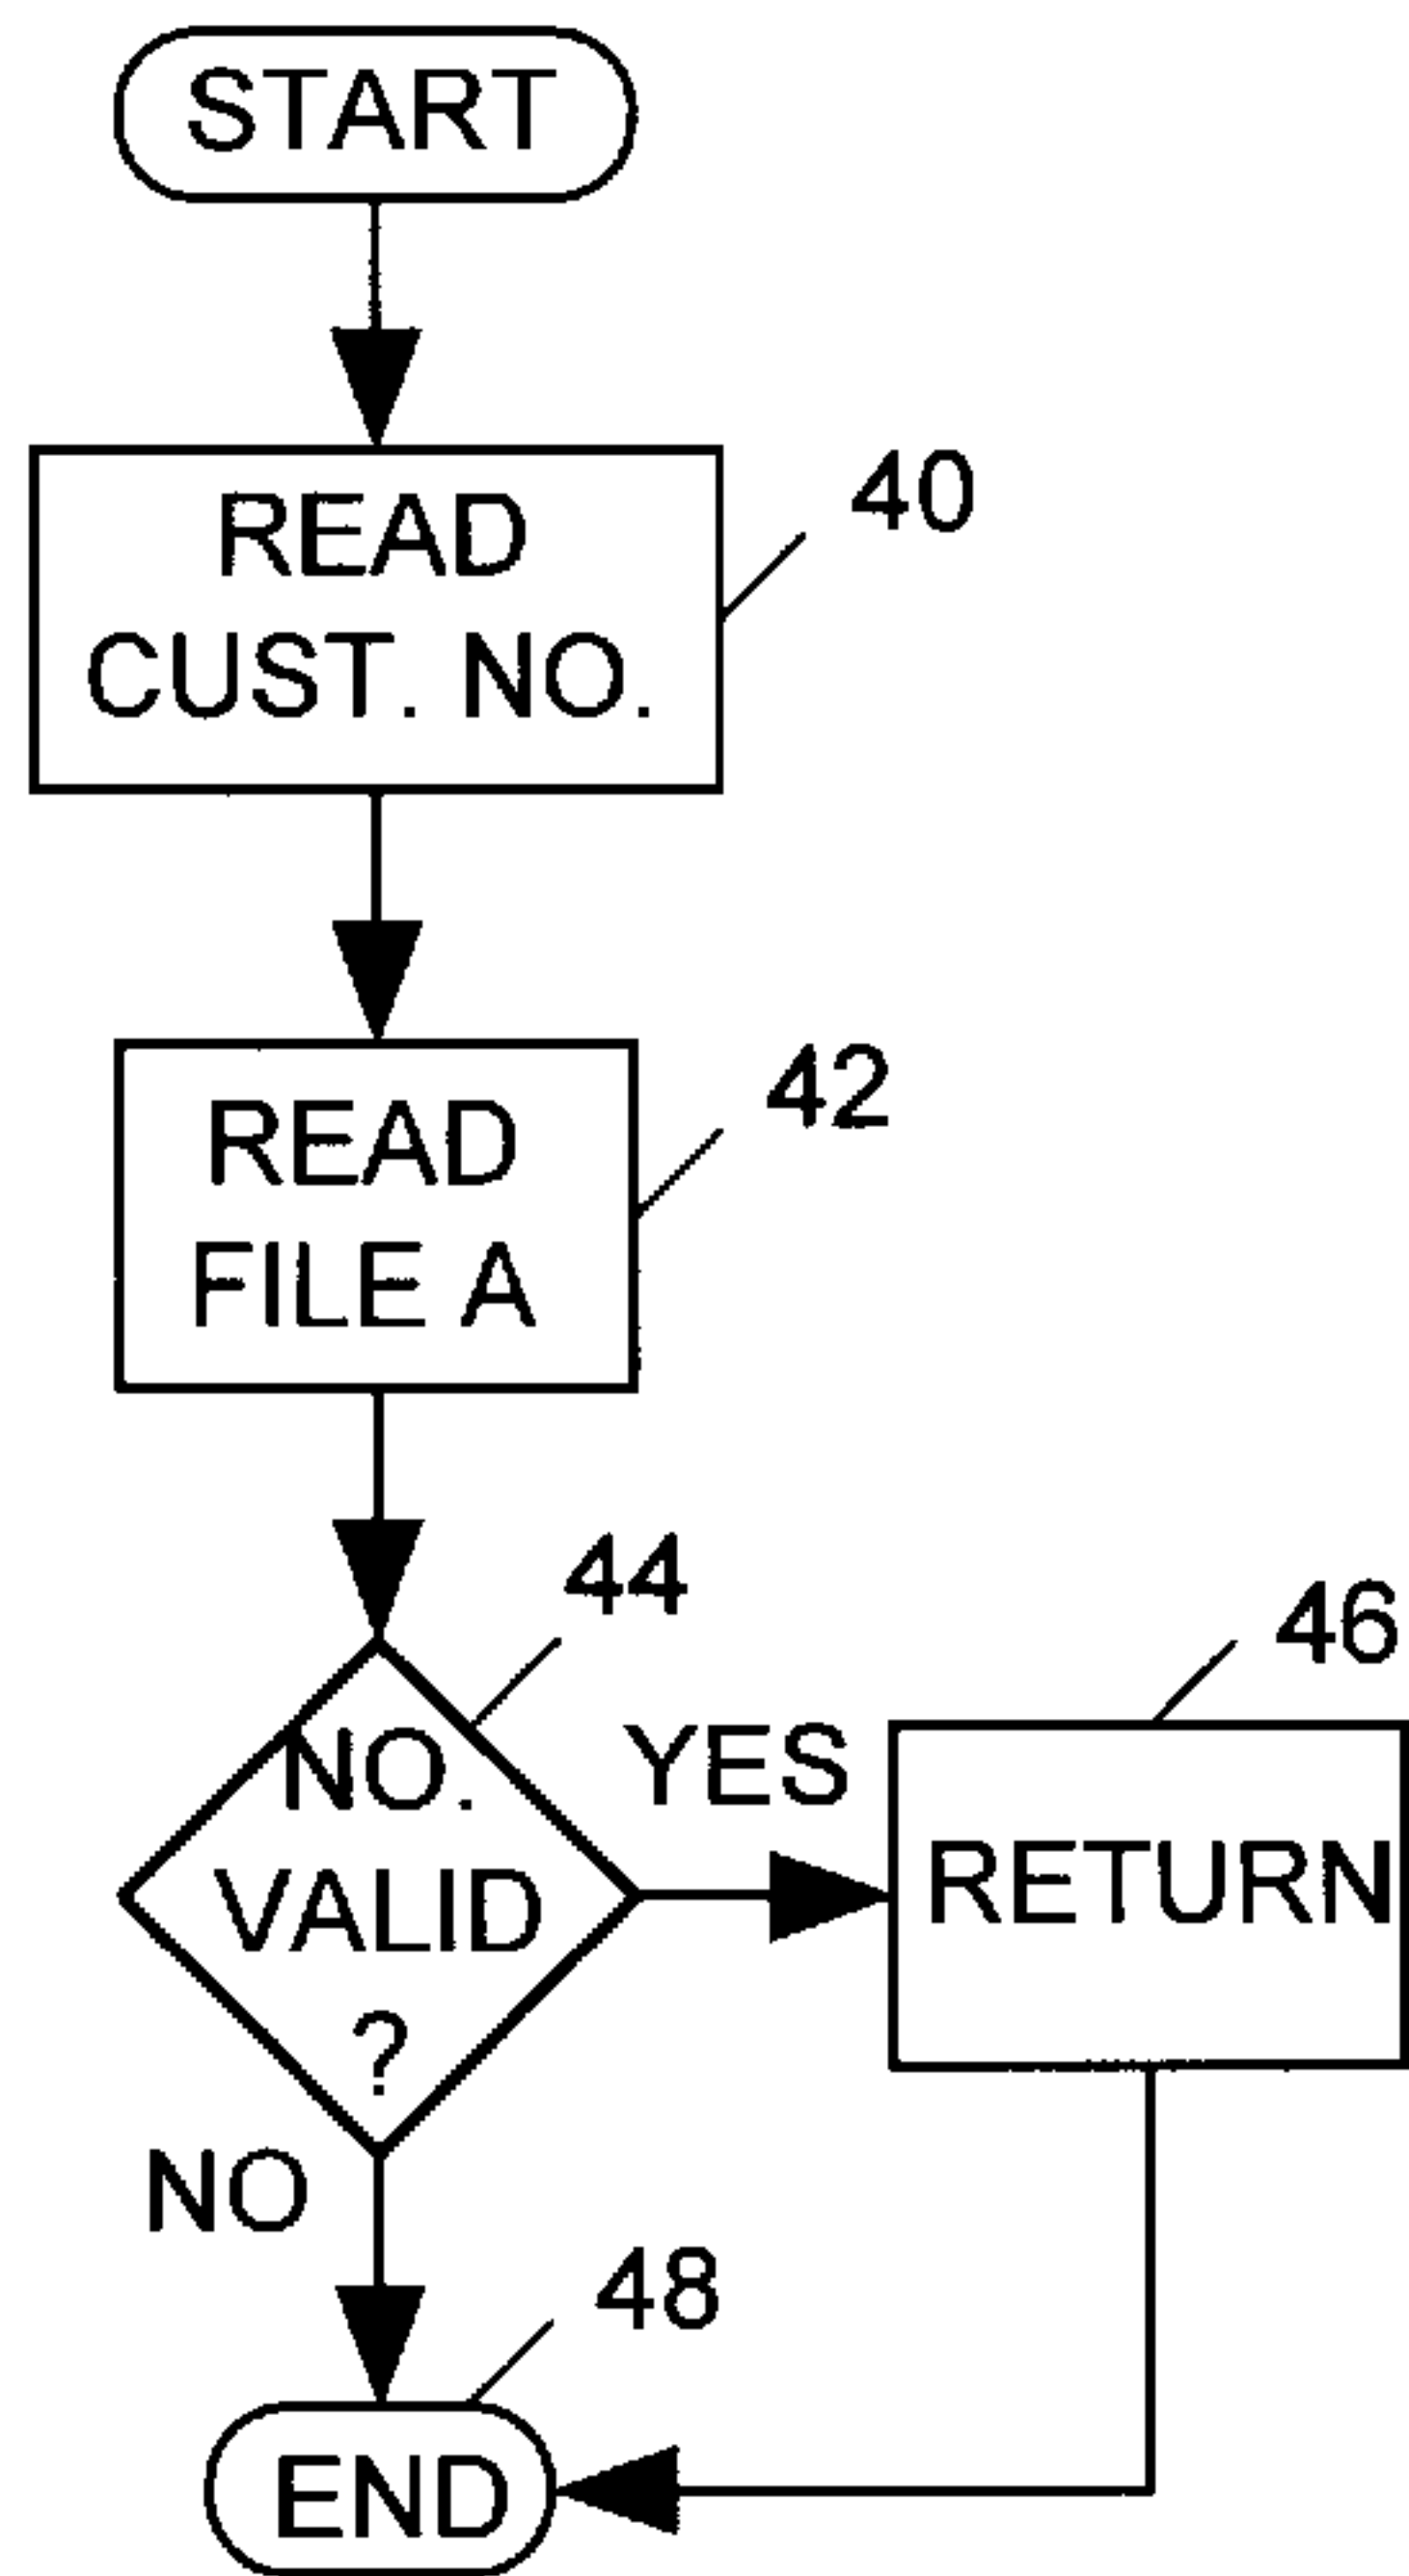 START
40
READ
CUST. NO.
42
READ
FILE A
44
46
NO.
VALID
?
YES
RETURN
NO
48
END